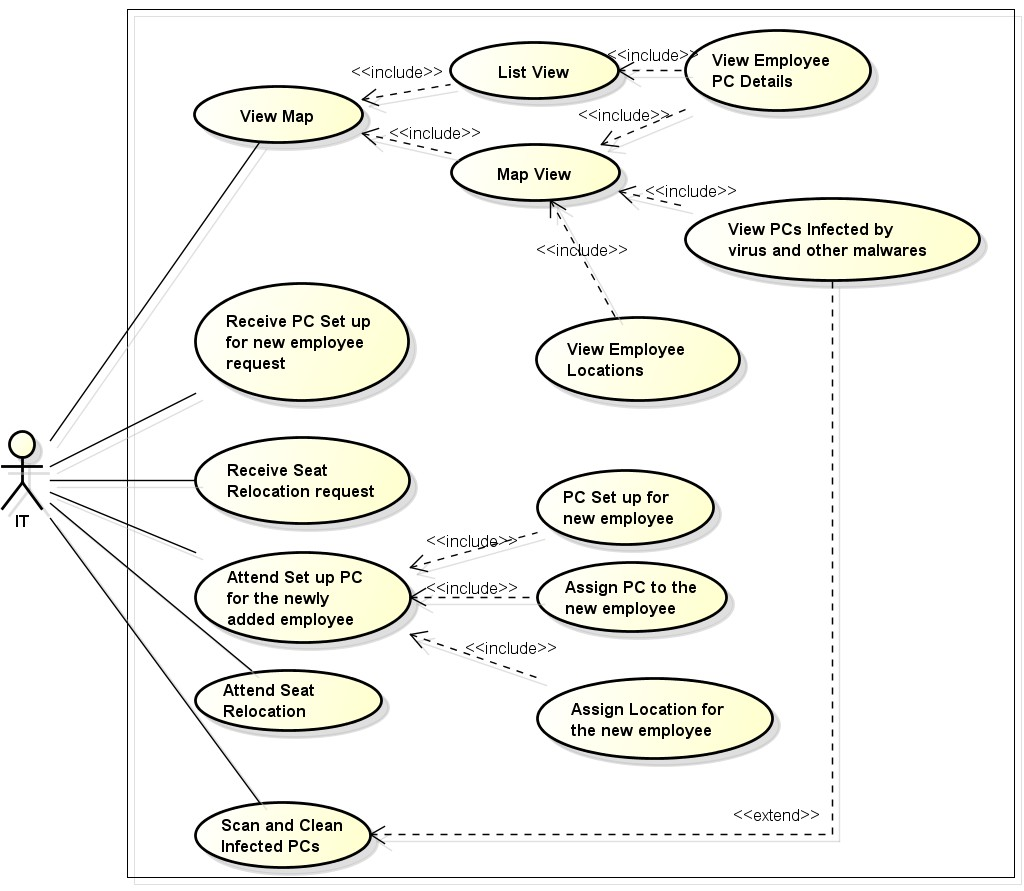 <<include>>
List View
<<include>>
View Employee
PC Details
View Map
<<include>>
<<include>>
Map View
<<include>>
View PCs Infected by
virus and other malwares
<<include>>
Receive PC Set up
for new employee
request
View Employee
Locations
IT
Receive Seat
Relocation request
PC Set up for
new employee
<<include>>
Attend Set up PC
for the newly
added employee
<<include>>
Assign PC to the
new employee
<<include>>
Attend Seat
Relocation
Assign Location for
the new employee
Scan and Clean
Infected PCs
<<extend>>